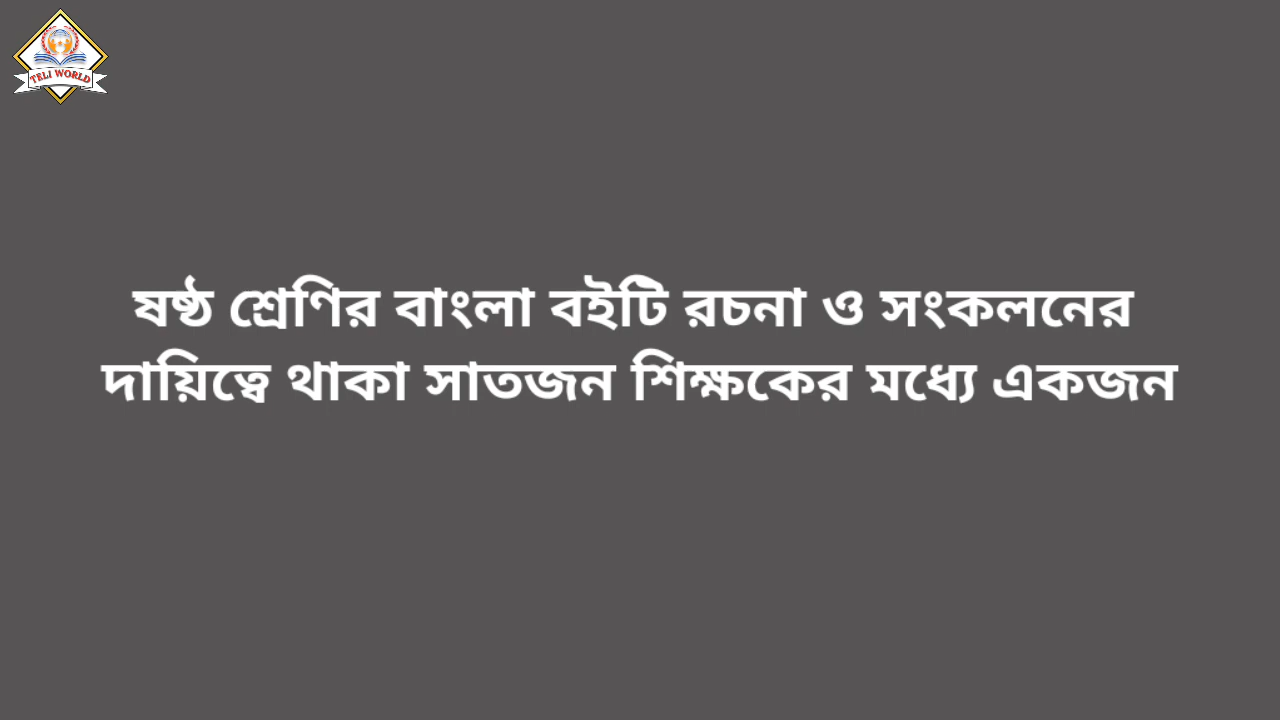 TELI WORLD
ষষ্ঠ শ্রেণির বাংলা বইটি রচনা ও সংকলনের
দায়িত্বে থাকা সাতজন শিক্ষকের মধ্যে একজন